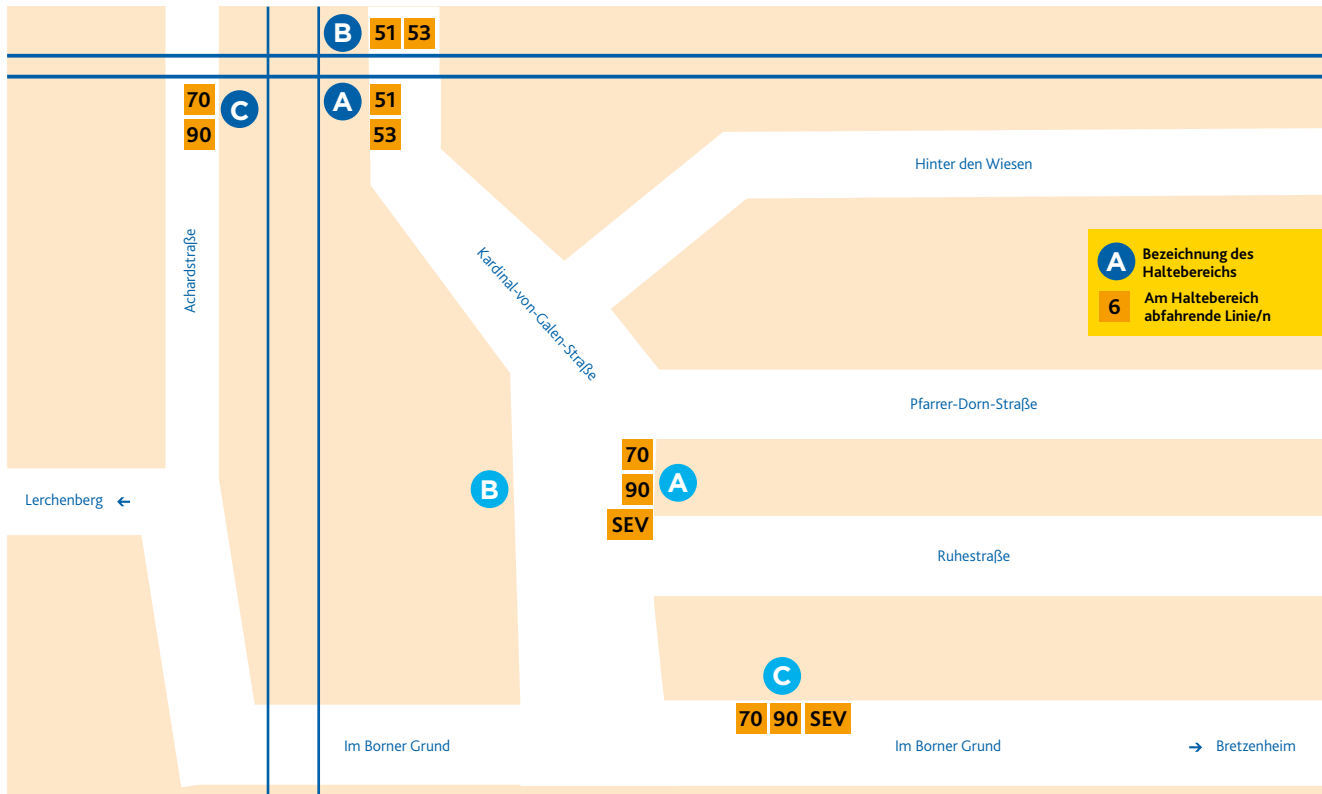 B 51 53
70
90
C
A 51
53
Hinter den Wiesen
Achardstraße
Kardinal-von-Galen-Straße
A Bezeichnung des
Haltebereichs
6 Am Haltebereich
abfahrende Linie/n
Pfarrer-Dorn-Straße
Lerchenberg ←
B
70
90
SEV
A
Ruhestraße
C
70 90 SEV
Im Borner Grund
Im Borner Grund
→ Bretzenheim